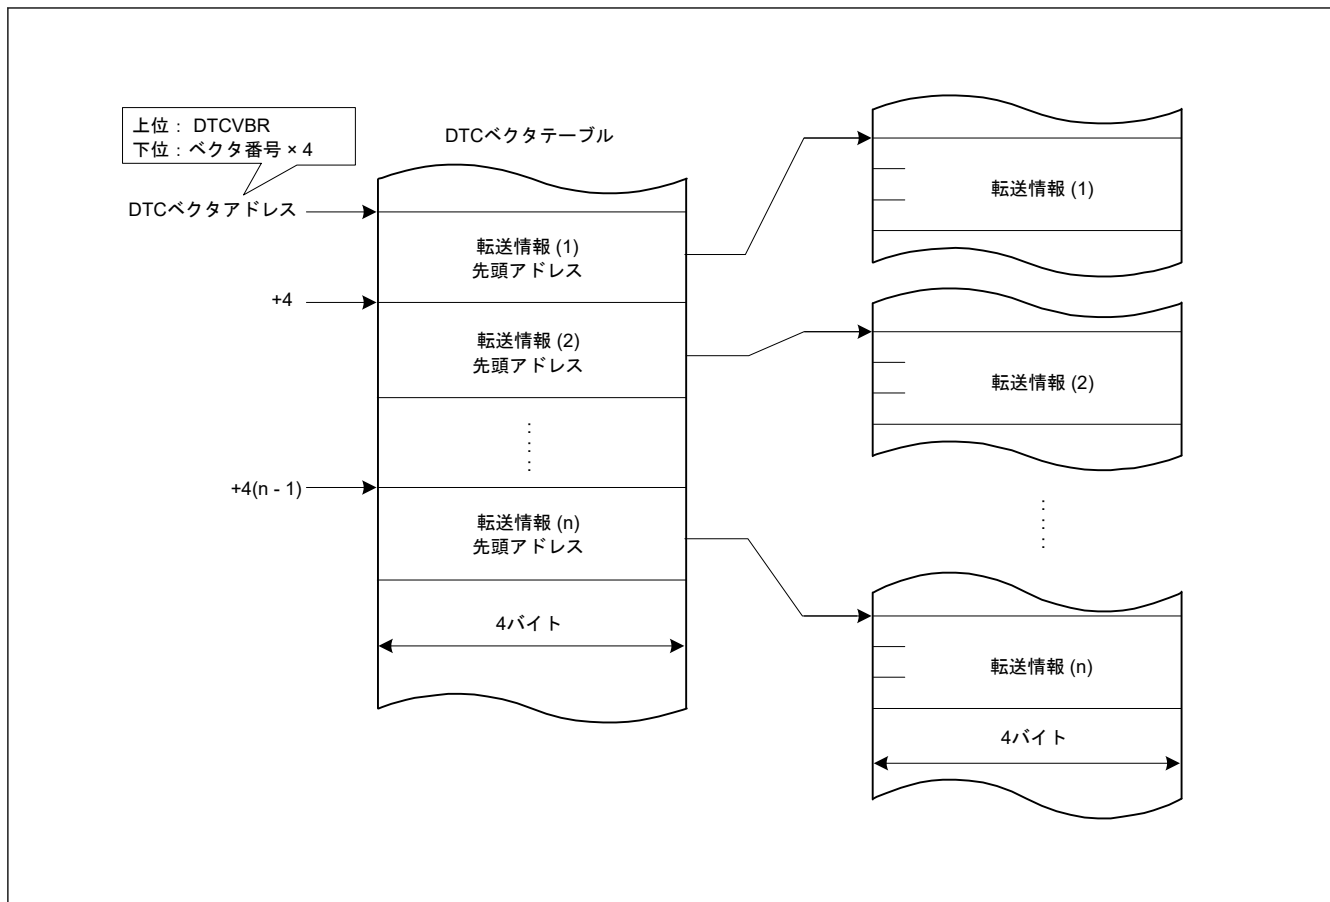 上位： DTCVBR
下位：ベクタ番号 × 4
DTCベクタテーブル
DTCベクタアドレス
転送情報 (1)
先頭アドレス
+4
転送情報 (2)
先頭アドレス
+4(n - 1)
転送情報 (n)
先頭アドレス
4バイト
転送情報 (1)
転送情報 (2)
転送情報 (n)
4バイト